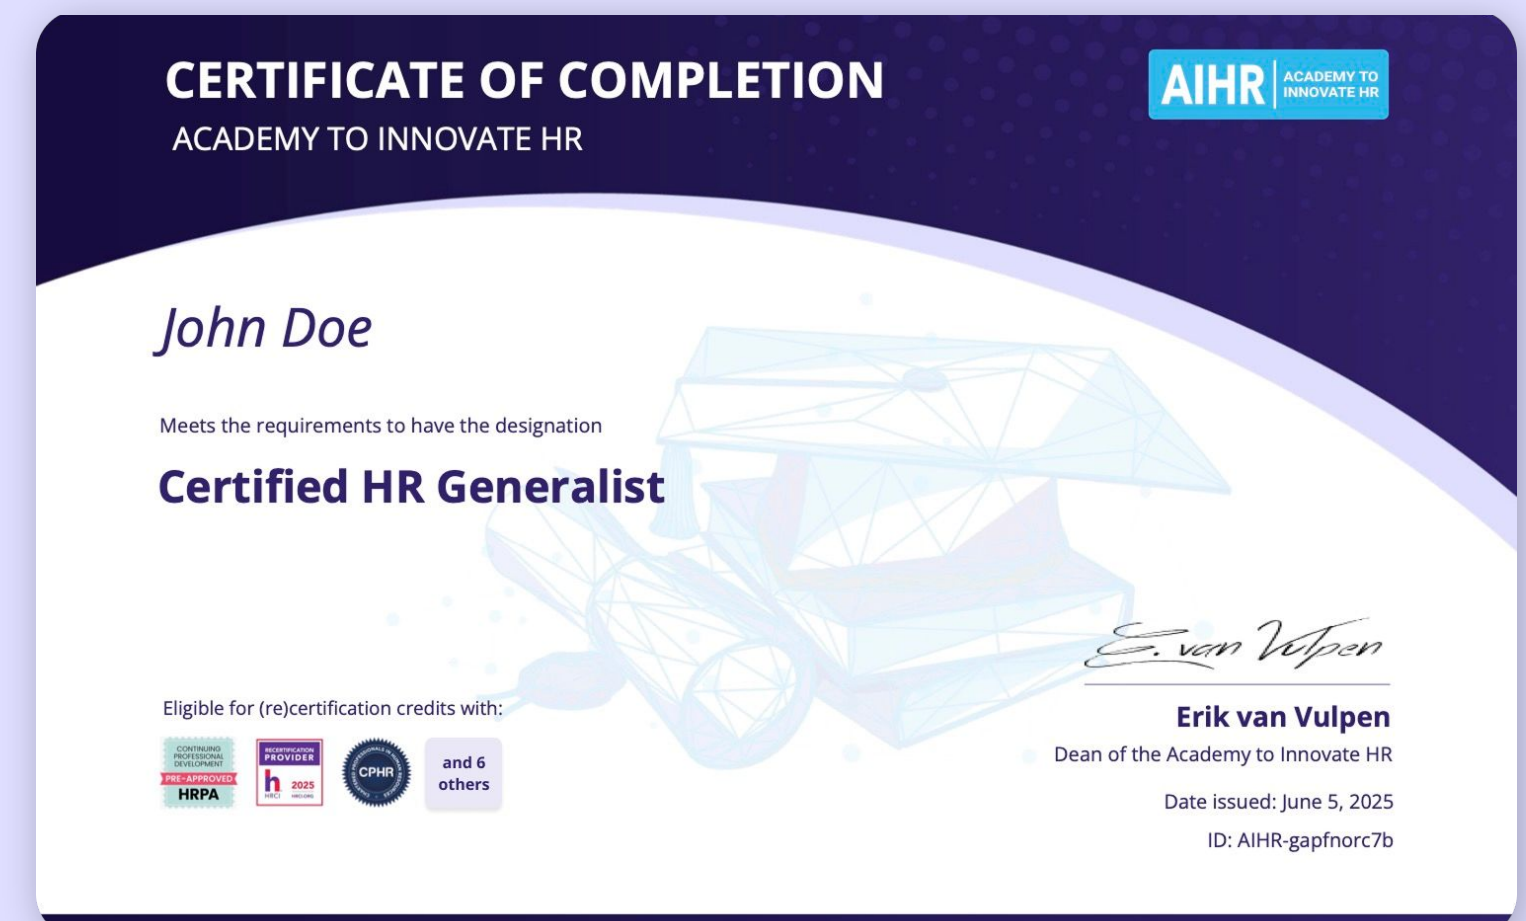 CERTIFICATE OF COMPLETION
ACADEMY TO INNOVATE HR
AIHR
ACADEMY TO
INNOVATE HR
John Doe
Meets the requirements to have the designation
Certified HR Generalist
Eligible for (re)certification credits with:
CONTINUING
PROFESSIONAL
DEVELOPMENT
PRE-APPROVED
HRPA
RECERTIFICATION
PROVIDER
h
2025
HRCI
HRCI.ORG
CPHR
and 6
others
E. van Vulpen
Erik van Vulpen
Dean of the Academy to Innovate HR
Date issued: June 5, 2025
ID: AIHR-gapfnorc7b